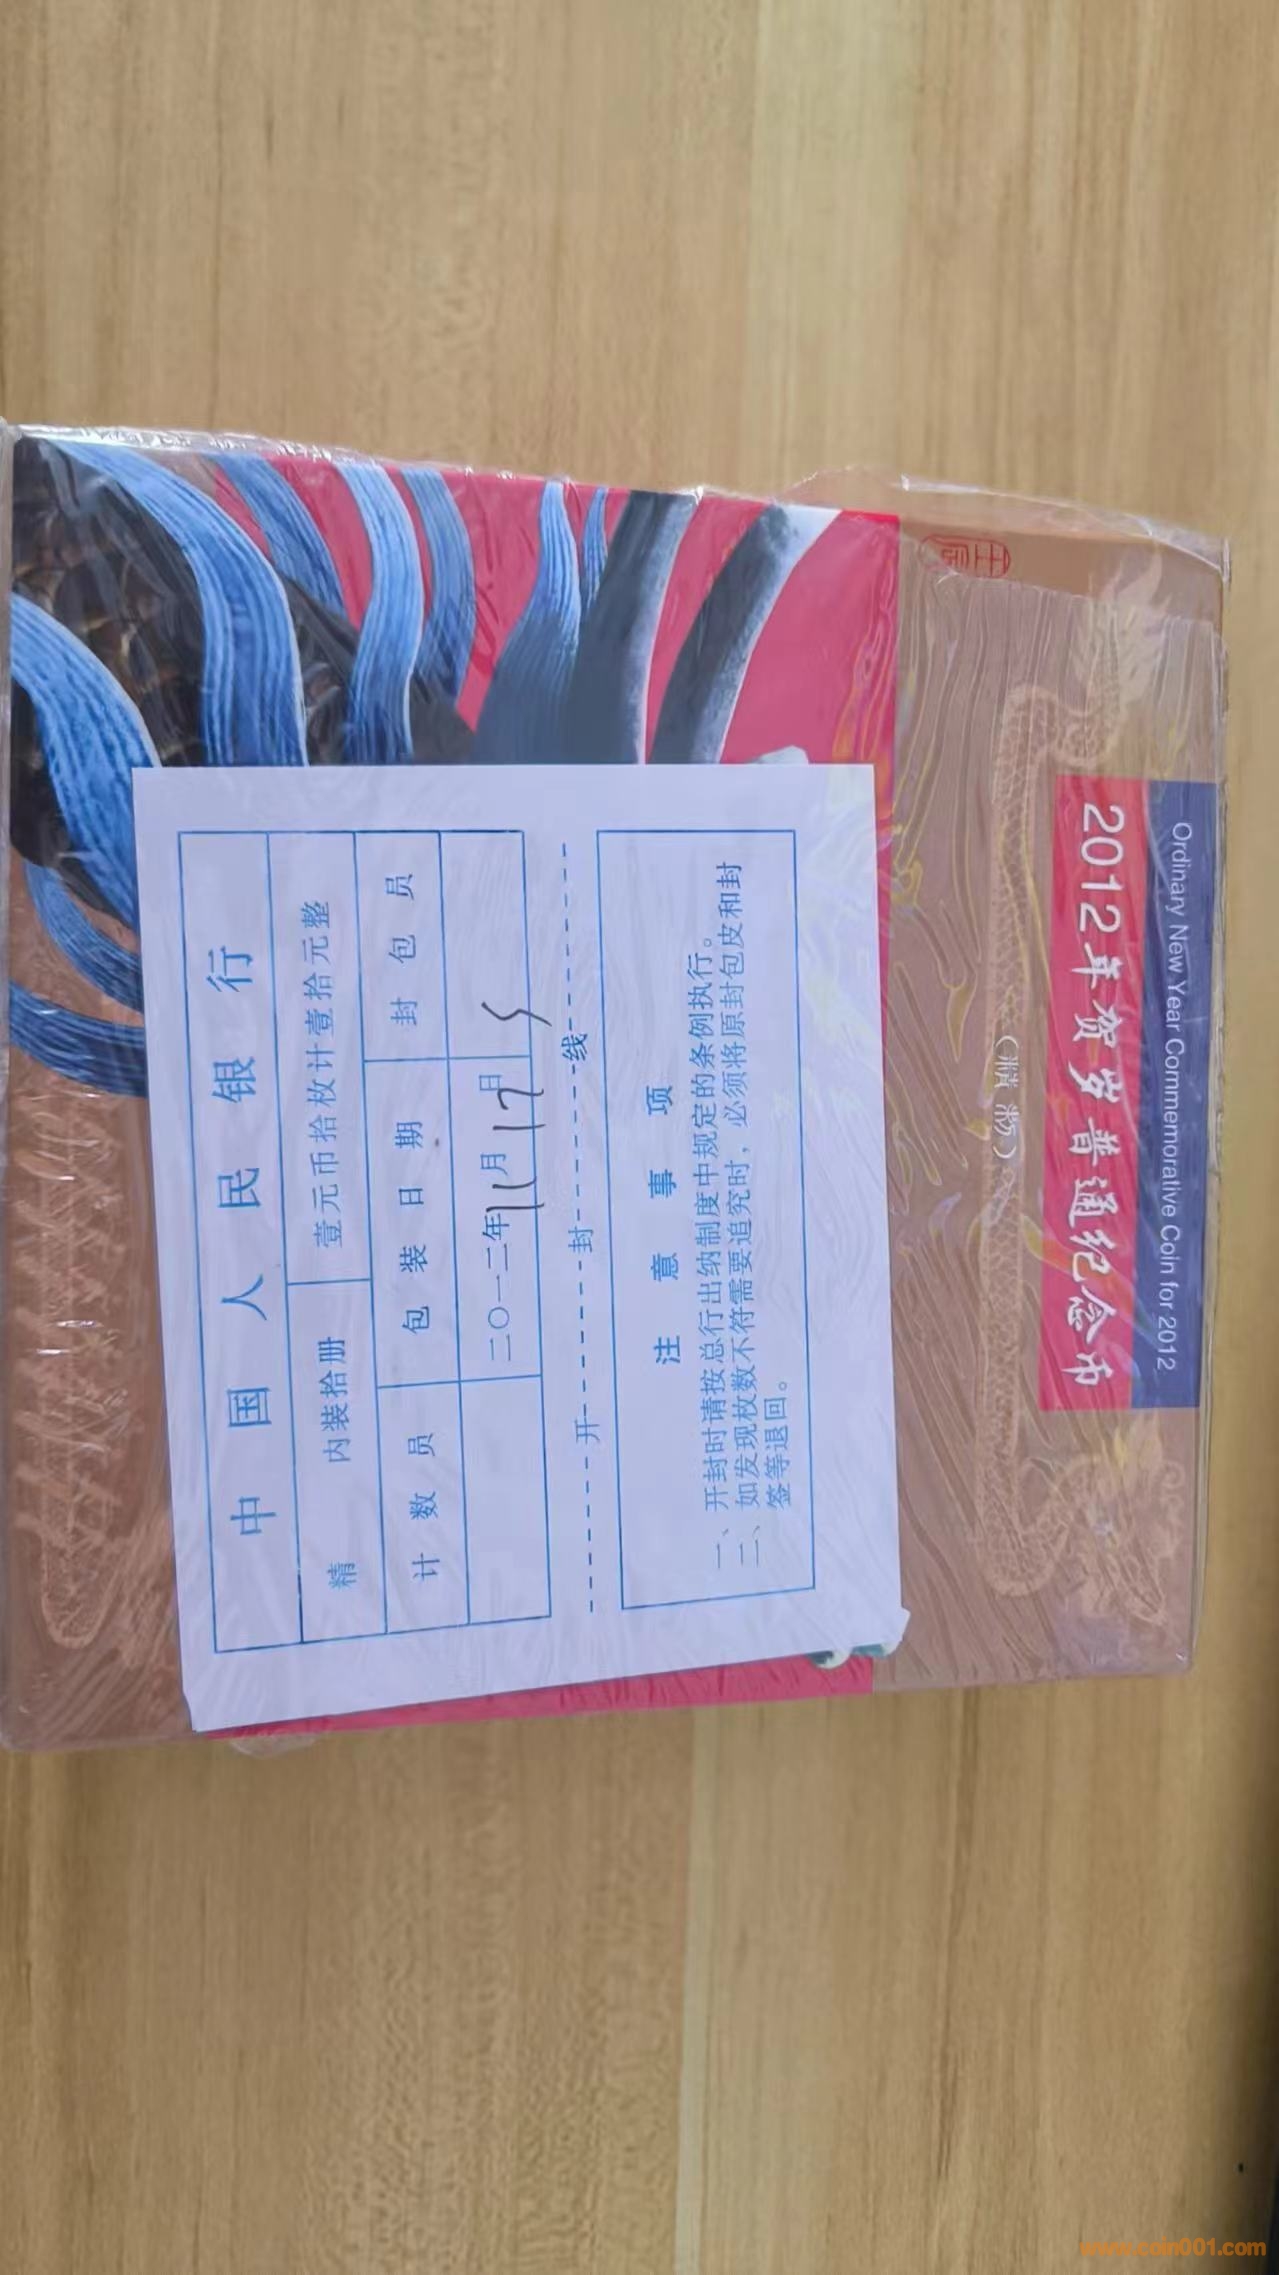 中国人民银行
精 内装拾册 壹元币拾枚计壹拾元整
计数员 包装日期 封包员
二〇一二年11月17日
开 封 线
注意事项
一、开封时请按总行出纳制度中规定的条例执行。
二、如发现枚数不符需要追究时，必须将原封包皮和封
签等退回。
（精装）
2012年贺岁普通纪念币
Ordinary New Year Commemorative Coin for 2012
www.coin001.com